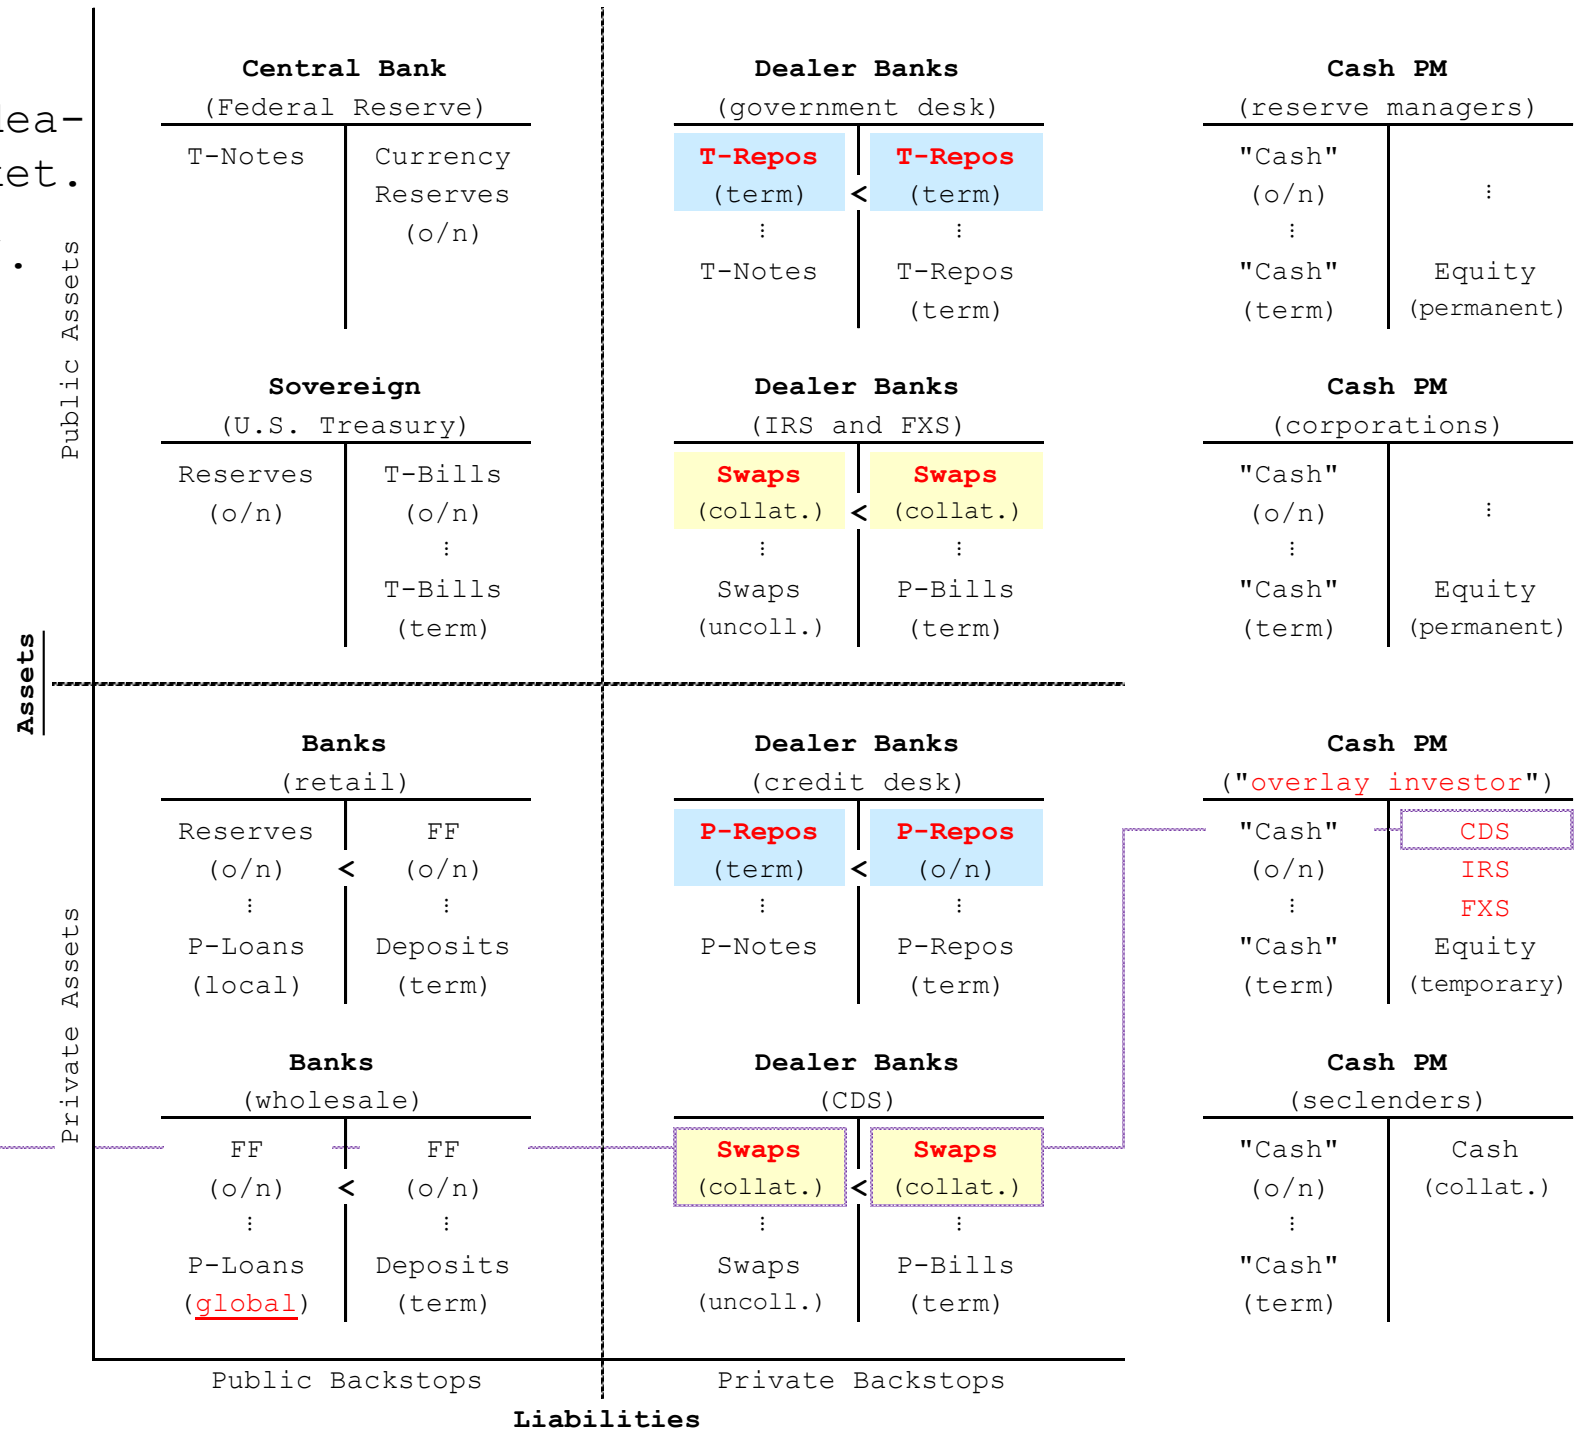 Central Bank
(Federal Reserve)
T-Notes
Currency
Reserves
(o/n)
Dealer Banks
(government desk)
T-Repos
(term)
⋮
T-Notes
<
T-Repos
(term)
⋮
T-Repos
(term)
Cash PM
(reserve managers)
"Cash"
(o/n)
⋮
"Cash"
(term)
⋮
Equity
(permanent)
ket.
Public Assets
Sovereign
(U.S. Treasury)
Reserves
(o/n)
T-Bills
(o/n)
⋮
T-Bills
(term)
Dealer Banks
(IRS and FXS)
Swaps
(collat.)
⋮
Swaps
(uncoll.)
<
Swaps
(collat.)
⋮
P-Bills
(term)
Cash PM
(corporations)
"Cash"
(o/n)
⋮
"Cash"
(term)
⋮
Equity
(permanent)
Assets
Private Assets
Banks
(retail)
Reserves
(o/n)
⋮
P-Loans
(local)
<
FF
(o/n)
⋮
Deposits
(term)
Dealer Banks
(credit desk)
P-Repos
(term)
⋮
P-Notes
<
P-Repos
(o/n)
⋮
P-Repos
(term)
Cash PM
("overlay investor")
"Cash"
(o/n)
⋮
"Cash"
(term)
CDS
IRS
FXS
Equity
(temporary)
Banks
(wholesale)
FF
(o/n)
⋮
P-Loans
(global)
<
FF
(o/n)
⋮
Deposits
(term)
Dealer Banks
(CDS)
Swaps
(collat.)
⋮
Swaps
(uncoll.)
<
Swaps
(collat.)
⋮
P-Bills
(term)
Cash PM
(seclenders)
"Cash"
(o/n)
⋮
"Cash"
(term)
Cash
(collat.)
Public Backstops
Private Backstops
Liabilities